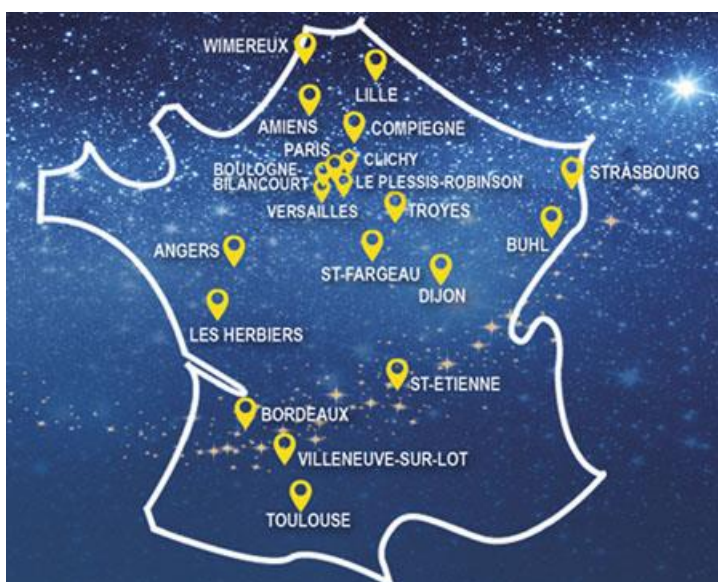 WIMEREUX
LILLE
AMIENS
COMPIEGNE
PARIS
CLICHY
BOULOGNE-
BILANCOURT
LE PLESSIS-ROBINSON
STRASBOURG
VERSAILLES
TROYES
BUHL
ANGERS
ST-FARGEAU
DIJON
LES HERBIERS
ST-ETIENNE
BORDEAUX
VILLENEUVE-SUR-LOT
TOULOUSE